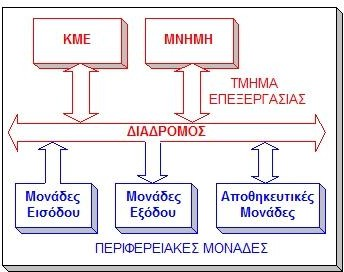 ΚΜΕ
ΜΝΗΜΗ
ΤΜΗΜΑ
ΕΠΕΞΕΡΓΑΣΙΑΣ
ΔΙΑΔΡΟΜΟΣ
Μονάδες
Εισόδου
Μονάδες
Εξόδου
Αποθηκευτικές
Μονάδες
ΠΕΡΙΦΕΡΕΙΑΚΕΣ ΜΟΝΑΔΕΣ